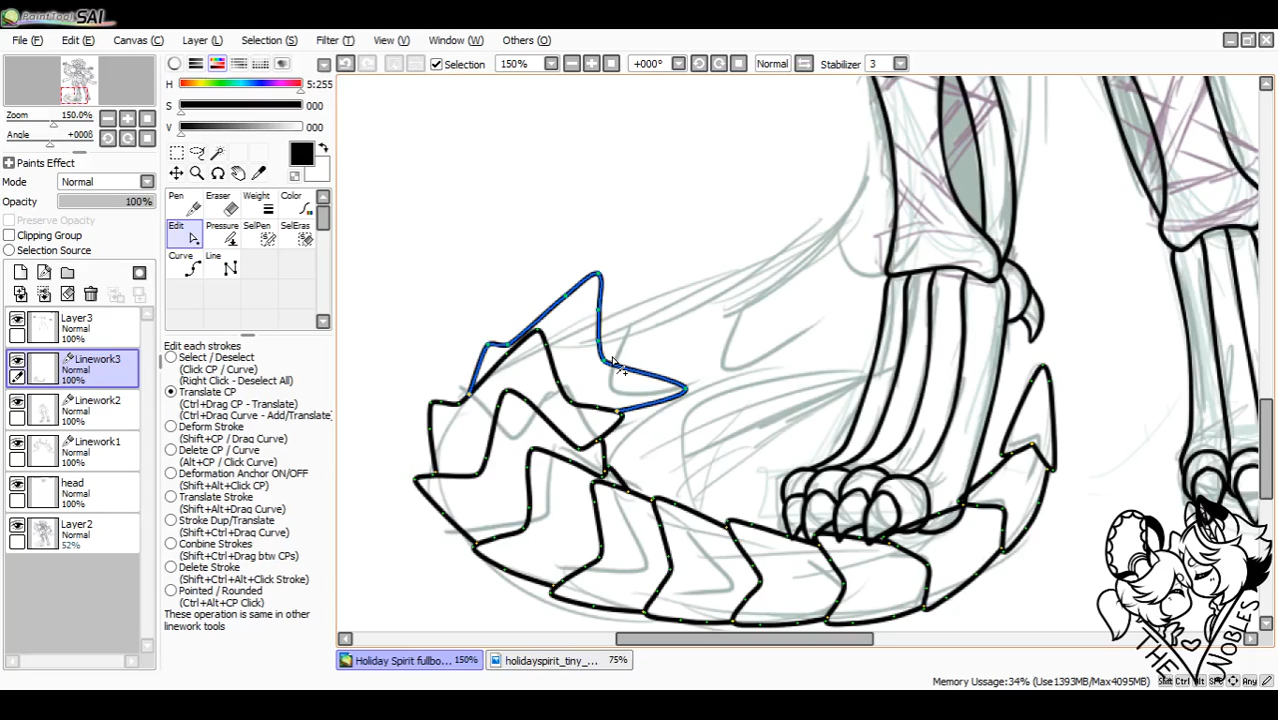 PaintTool SAI
File (F) Edit (E) Canvas (C) Layer (L) Selection (S) Filter (T) View (V) Window (W) Others (O)
Selection 150% +000° Normal Stabilizer 3
H 5:255
S 000
V 000
Zoom 150.0%
Angle +000ß
Paints Effect
Mode Normal
Opacity 100%
Preserve Opacity
Clipping Group
Selection Source
Layer3
Normal
100%
Linework3
Normal
100%
Linework2
Normal
100%
Linework1
Normal
100%
head
Normal
100%
Layer2
Normal
52%
Pen Eraser Weight Color
Edit Pressure SelPen SelEras
Curve Line
Edit each strokes
Select / Deselect
(Click CP / Curve)
(Right Click - Deselect All)
Translate CP
(Ctrl+Drag CP - Translate)
(Ctrl+Drag Curve - Add/Translate)
Deform Stroke
(Shift+CP / Drag Curve)
Delete CP / Curve
(Alt+CP / Click Curve)
Deformation Anchor ON/OFF
(Shift+Alt+Click CP)
Translate Stroke
(Shift+Alt+Drag Curve)
Stroke Dup/Translate
(Shift+Ctrl+Drag Curve)
Conbine Strokes
(Shift+Ctrl+Drag btw CPs)
Delete Stroke
(Shift+Ctrl+Alt+Click Stroke)
Pointed / Rounded
(Ctrl+Alt+CP Click)
These operation is same in other
linework tools
THE NOBLES
Holiday Spirit fullbo... 150% holidayspirit_tiny_... 75%
Memory Ussage:34% (Use1393MB/Max4095MB) Shift Ctrl Alt SPC Any